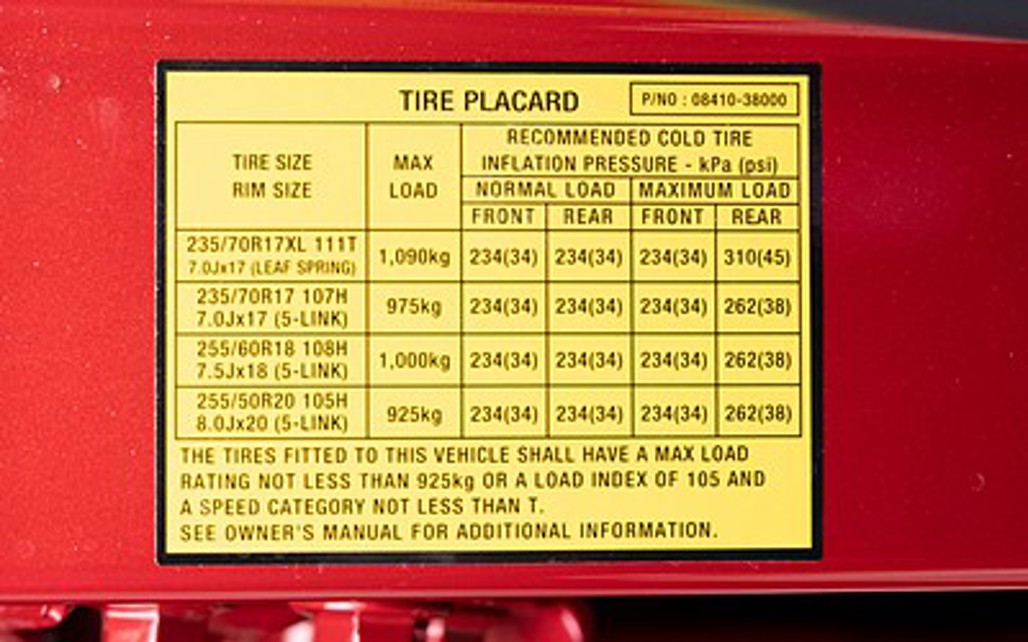 TIRE PLACARD
P/NO : 08410-38000
TIRE SIZE
RIM SIZE
MAX
LOAD
RECOMMENDED COLD TIRE
INFLATION PRESSURE - kPa (psi)
NORMAL LOAD MAXIMUM LOAD
FRONT REAR FRONT REAR
235/70R17XL 111T
7.0Jx17 (LEAF SPRING)
1,090kg 234(34) 234(34) 234(34) 310(45)
235/70R17 107H
7.0Jx17 (5-LINK)
975kg 234(34) 234(34) 234(34) 262(38)
255/60R18 108H
7.5Jx18 (5-LINK)
1,000kg 234(34) 234(34) 234(34) 262(38)
255/50R20 105H
8.0Jx20 (5-LINK)
925kg 234(34) 234(34) 234(34) 262(38)
THE TIRES FITTED TO THIS VEHICLE SHALL HAVE A MAX LOAD
RATING NOT LESS THAN 925kg OR A LOAD INDEX OF 105 AND
A SPEED CATEGORY NOT LESS THAN T.
SEE OWNER'S MANUAL FOR ADDITIONAL INFORMATION.